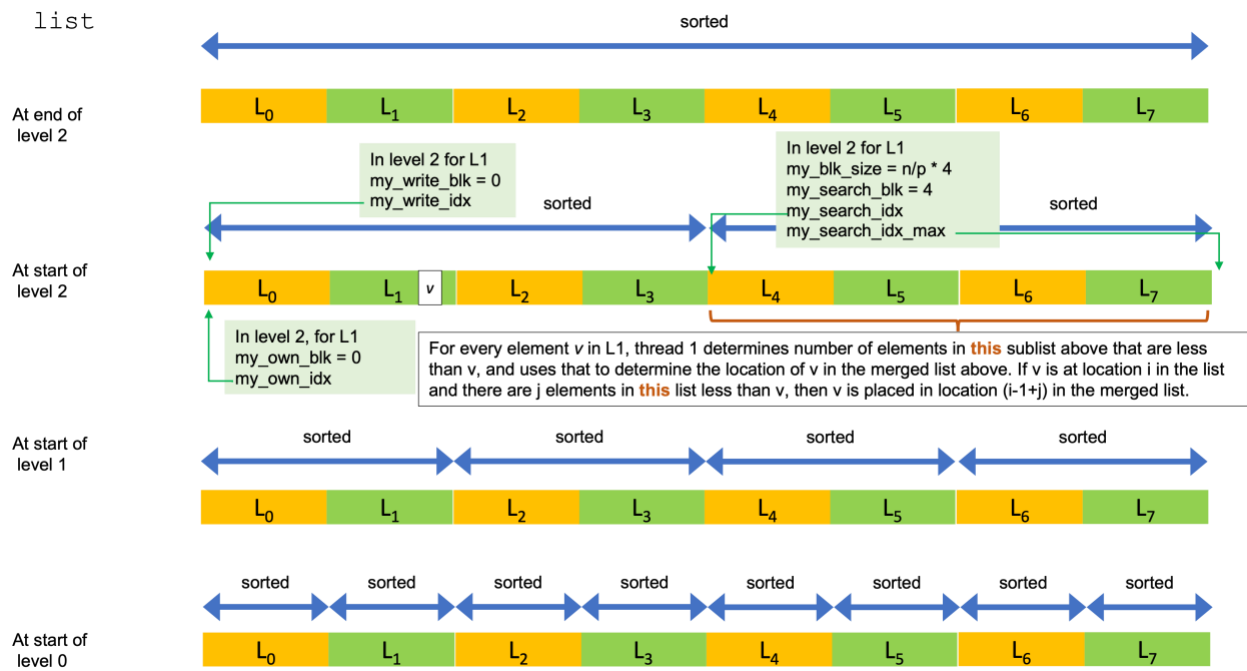 list
sorted
At end of
level 2
L0 L1 L2 L3 L4 L5 L6 L7
In level 2 for L1
my_write_blk = 0
my_write_idx
In level 2 for L1
my_blk_size = n/p * 4
my_search_blk = 4
my_search_idx
my_search_idx_max
sorted
sorted
At start of
level 2
L0 L1 v L2 L3 L4 L5 L6 L7
In level 2, for L1
my_own_blk = 0
my_own_idx
For every element v in L1, thread 1 determines number of elements in this sublist above that are less
than v, and uses that to determine the location of v in the merged list above. If v is at location i in the list
and there are j elements in this list less than v, then v is placed in location (i-1+j) in the merged list.
At start of
level 1
sorted sorted sorted sorted
L0 L1 L2 L3 L4 L5 L6 L7
sorted sorted sorted sorted sorted sorted sorted sorted
At start of
level 0
L0 L1 L2 L3 L4 L5 L6 L7